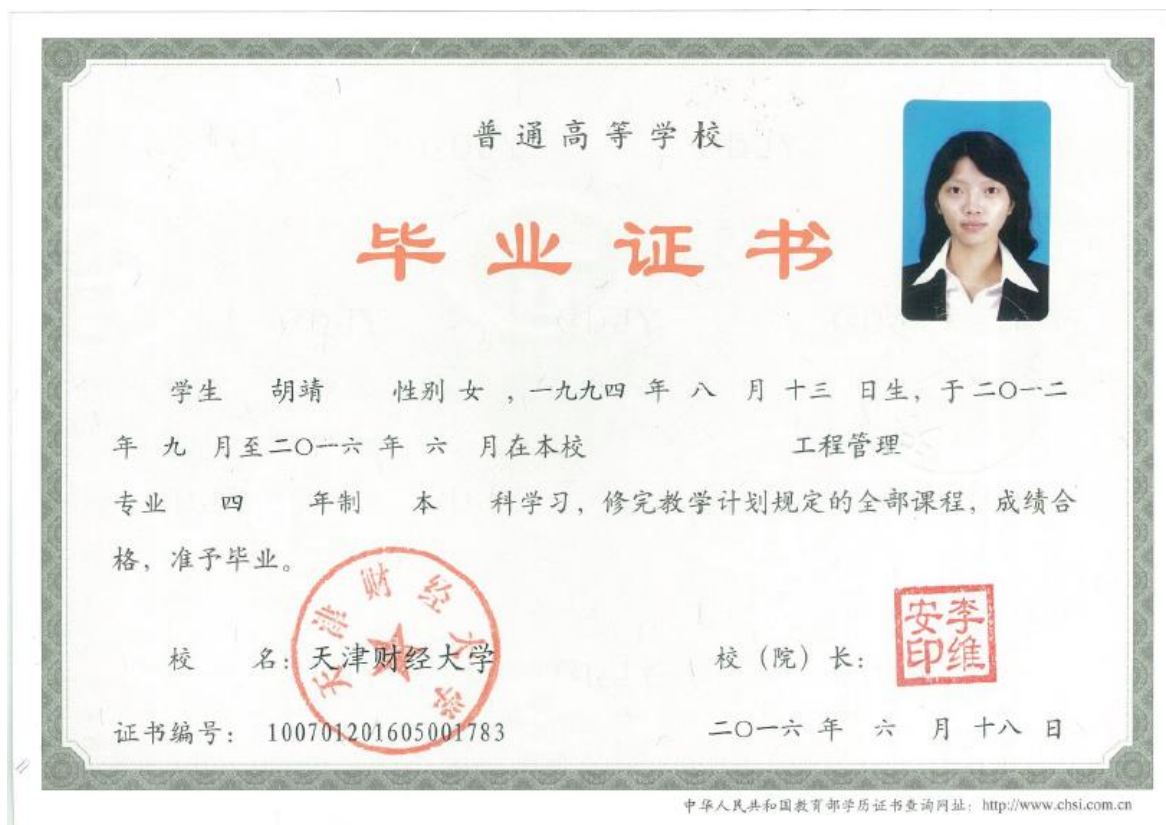 普通高等学校
毕业证书
学生 胡靖 性别 女 ，一九九四 年 八 月 十三 日生，于二〇一二
年 九 月至二〇一六 年 六 月在本校 工程管理
专业 四 年制 本 科学习，修完教学计划规定的全部课程，成绩合
格，准予毕业。
天津财经大学
李维安印
校 名：天津财经大学 校（院）长：
证书编号： 100701201605001783 二〇一六 年 六 月 十八 日
中华人民共和国教育部学历证书查询网址：http://www.chsi.com.cn